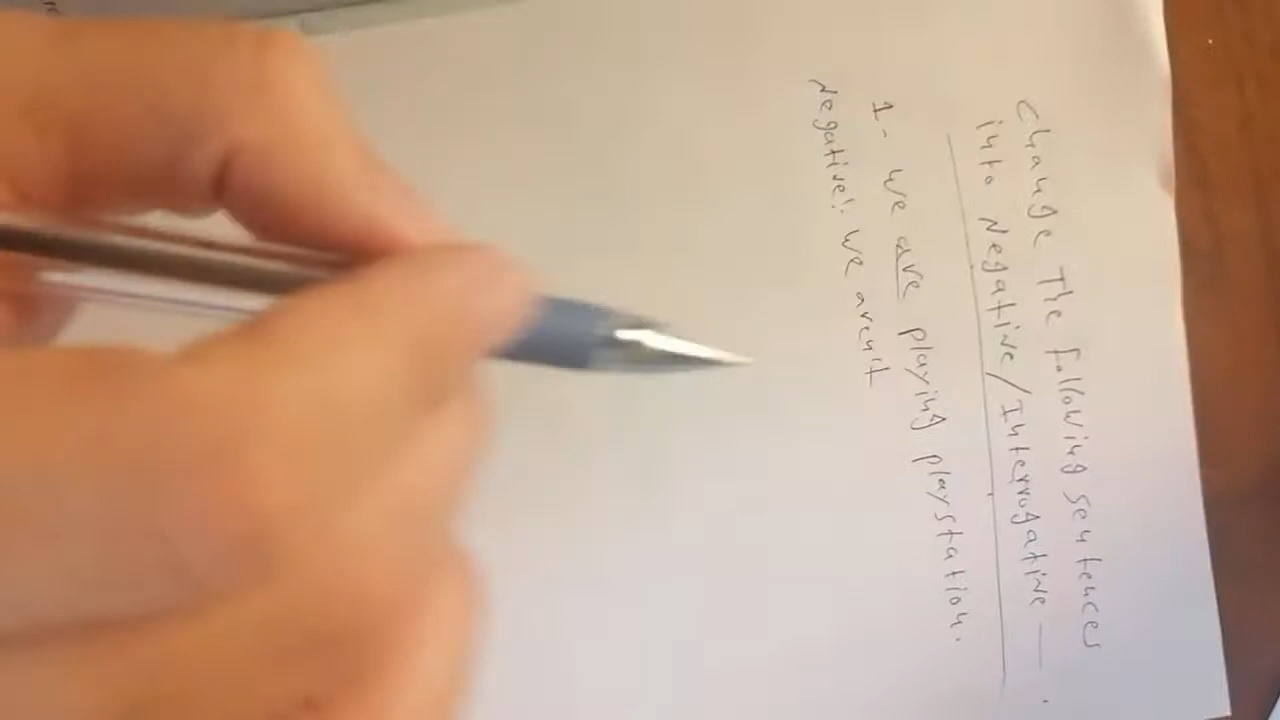 Change The following sentences
into Negative/Interrogative —.
1- we are playing playstation.
Negative: we aren't